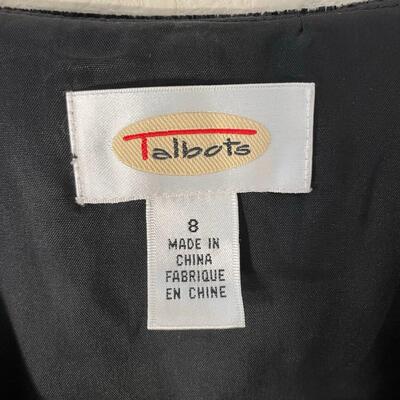 Talbots
8
MADE IN
CHINA
FABRIQUE
EN CHINE